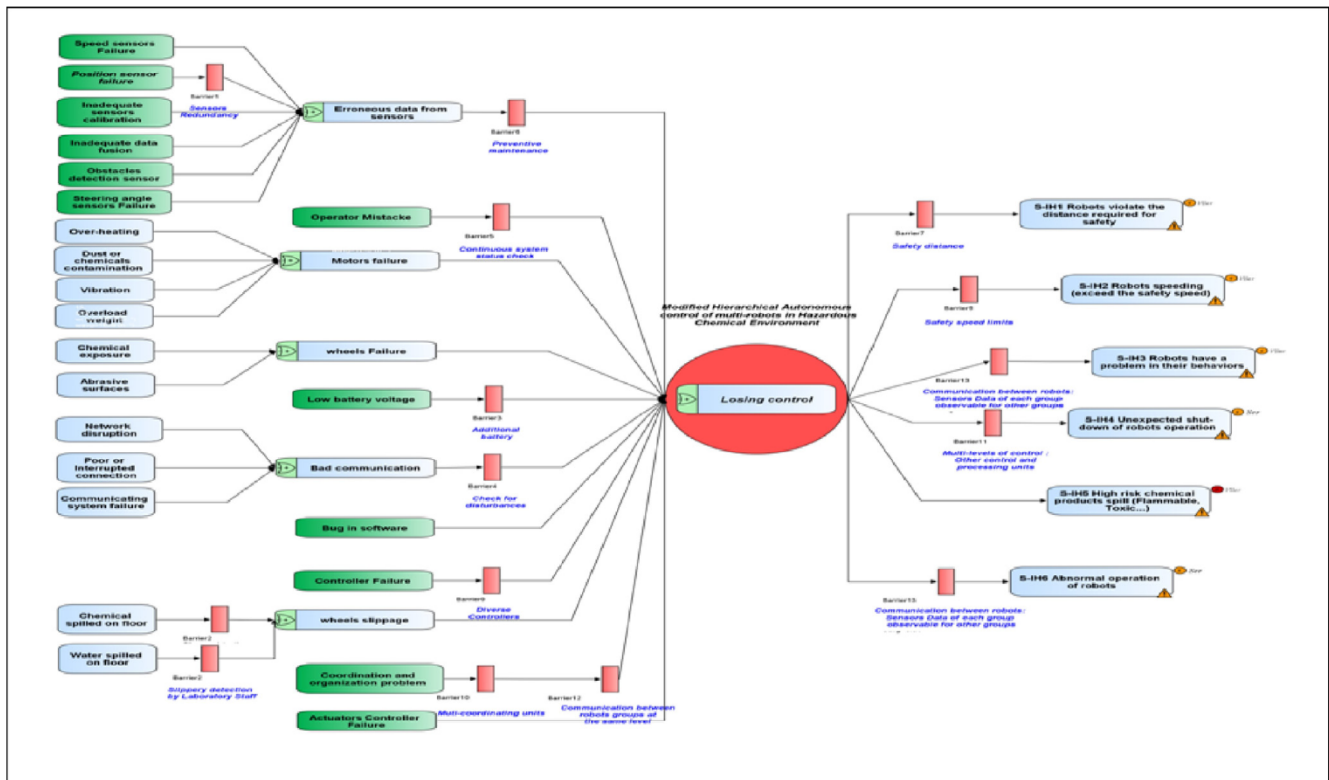 Speed sensors
Failure
Position sensor
failure
Barrier1
Sensors
Redundancy
Inadequate
sensors
calibration
Inadequate data
fusion
Obstacles
detection sensor
Steering angle
sensors Failure
Erroneous data from
sensors
Barrier6
Preventive
maintenance
Operator Mistacke
Barrier5
Continuous system
status check
Over-heating
Dust or
chemicals
contamination
Vibration
Overload
weight
Motors failure
Chemical
exposure
Abrasive
surfaces
wheels Failure
Low battery voltage
Barrier3
Additional
battery
Network
disruption
Poor or
Interrupted
connection
Communicating
system failure
Bad communication
Barrier4
Check for
disturbances
Bug in software
Controller Failure
Diverse
Controllers
Chemical
spilled on floor
Barrier2
Water spilled
on floor
Barrier2
Slippery detection
by Laboratory Staff
wheels slippage
Coordination and
organization problem
Barrier10
Muti-coordinating units
Barrier12
Communication between
robots groups at
the same level
Actuators Controller
Failure
Modified Hierarchical Autonomous
control of multi-robots in Hazardous
Chemical Environment
Losing control
Barrier7
Safety distance
S-IH1 Robots violate the
distance required for
safety
Safety speed limits
S-IH2 Robots speeding
(exceed the safety speed)
Barrier13
Communication between robots:
Sensors Data of each group
observable for other groups
S-IH3 Robots have a
problem in their behaviors
Barrier11
Multi-levels of control :
Other control and
processing units
S-IH4 Unexpected shut-
down of robots operation
S-IH5 High risk chemical
products spill (Flammable,
Toxic...)
Communication between robots:
Sensors Data of each group
observable for other groups
S-IH6 Abnormal operation
of robots